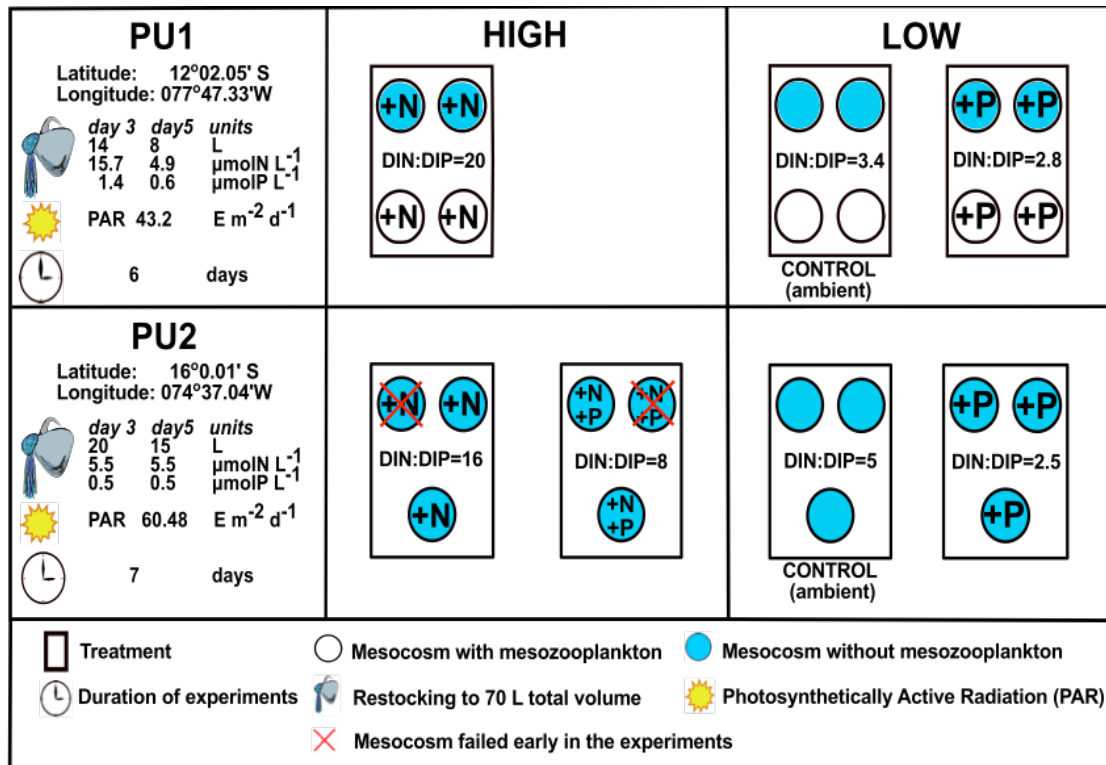 PU1
Latitude: 12°02.05' S
Longitude: 077°47.33'W
day 3 day5 units
14 8 L
15.7 4.9 µmolN L⁻¹
1.4 0.6 µmolP L⁻¹
PAR 43.2 E m⁻² d⁻¹
6 days
HIGH
+N +N
DIN:DIP=20
+N +N
LOW
DIN:DIP=3.4
CONTROL
(ambient)
+P +P
DIN:DIP=2.8
+P +P
PU2
Latitude: 16°0.01' S
Longitude: 074°37.04'W
day 3 day5 units
20 15 L
5.5 5.5 µmolN L⁻¹
0.5 0.5 µmolP L⁻¹
PAR 60.48 E m⁻² d⁻¹
7 days
+N +N
DIN:DIP=16
+N
+N +N
+P +P
DIN:DIP=8
+N
+P
DIN:DIP=5
CONTROL
(ambient)
+P +P
DIN:DIP=2.5
+P
Treatment
Mesocosm with mesozooplankton
Mesocosm without mesozooplankton
Duration of experiments
Restocking to 70 L total volume
Photosynthetically Active Radiation (PAR)
Mesocosm failed early in the experiments